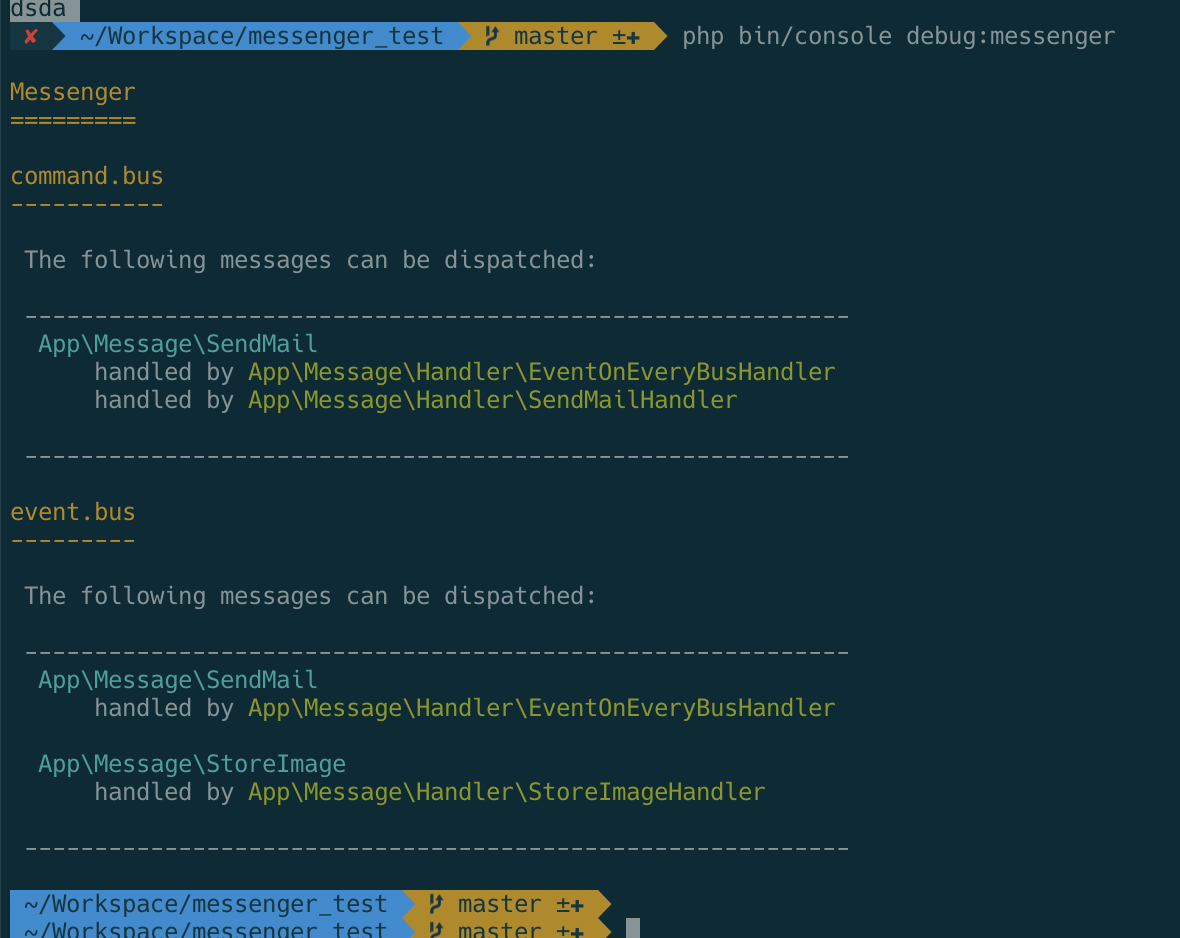 dsda
✘ ~/Workspace/messenger_test master ±✚ php bin/console debug:messenger
Messenger
=========
command.bus
-----------
The following messages can be dispatched:
-----------------------------------------------------------
App\Message\SendMail
handled by App\Message\Handler\EventOnEveryBusHandler
handled by App\Message\Handler\SendMailHandler
-----------------------------------------------------------
event.bus
---------
The following messages can be dispatched:
-----------------------------------------------------------
App\Message\SendMail
handled by App\Message\Handler\EventOnEveryBusHandler
App\Message\StoreImage
handled by App\Message\Handler\StoreImageHandler
-----------------------------------------------------------
~/Workspace/messenger_test master ±✚
~/Workspace/messenger_test master ±✚